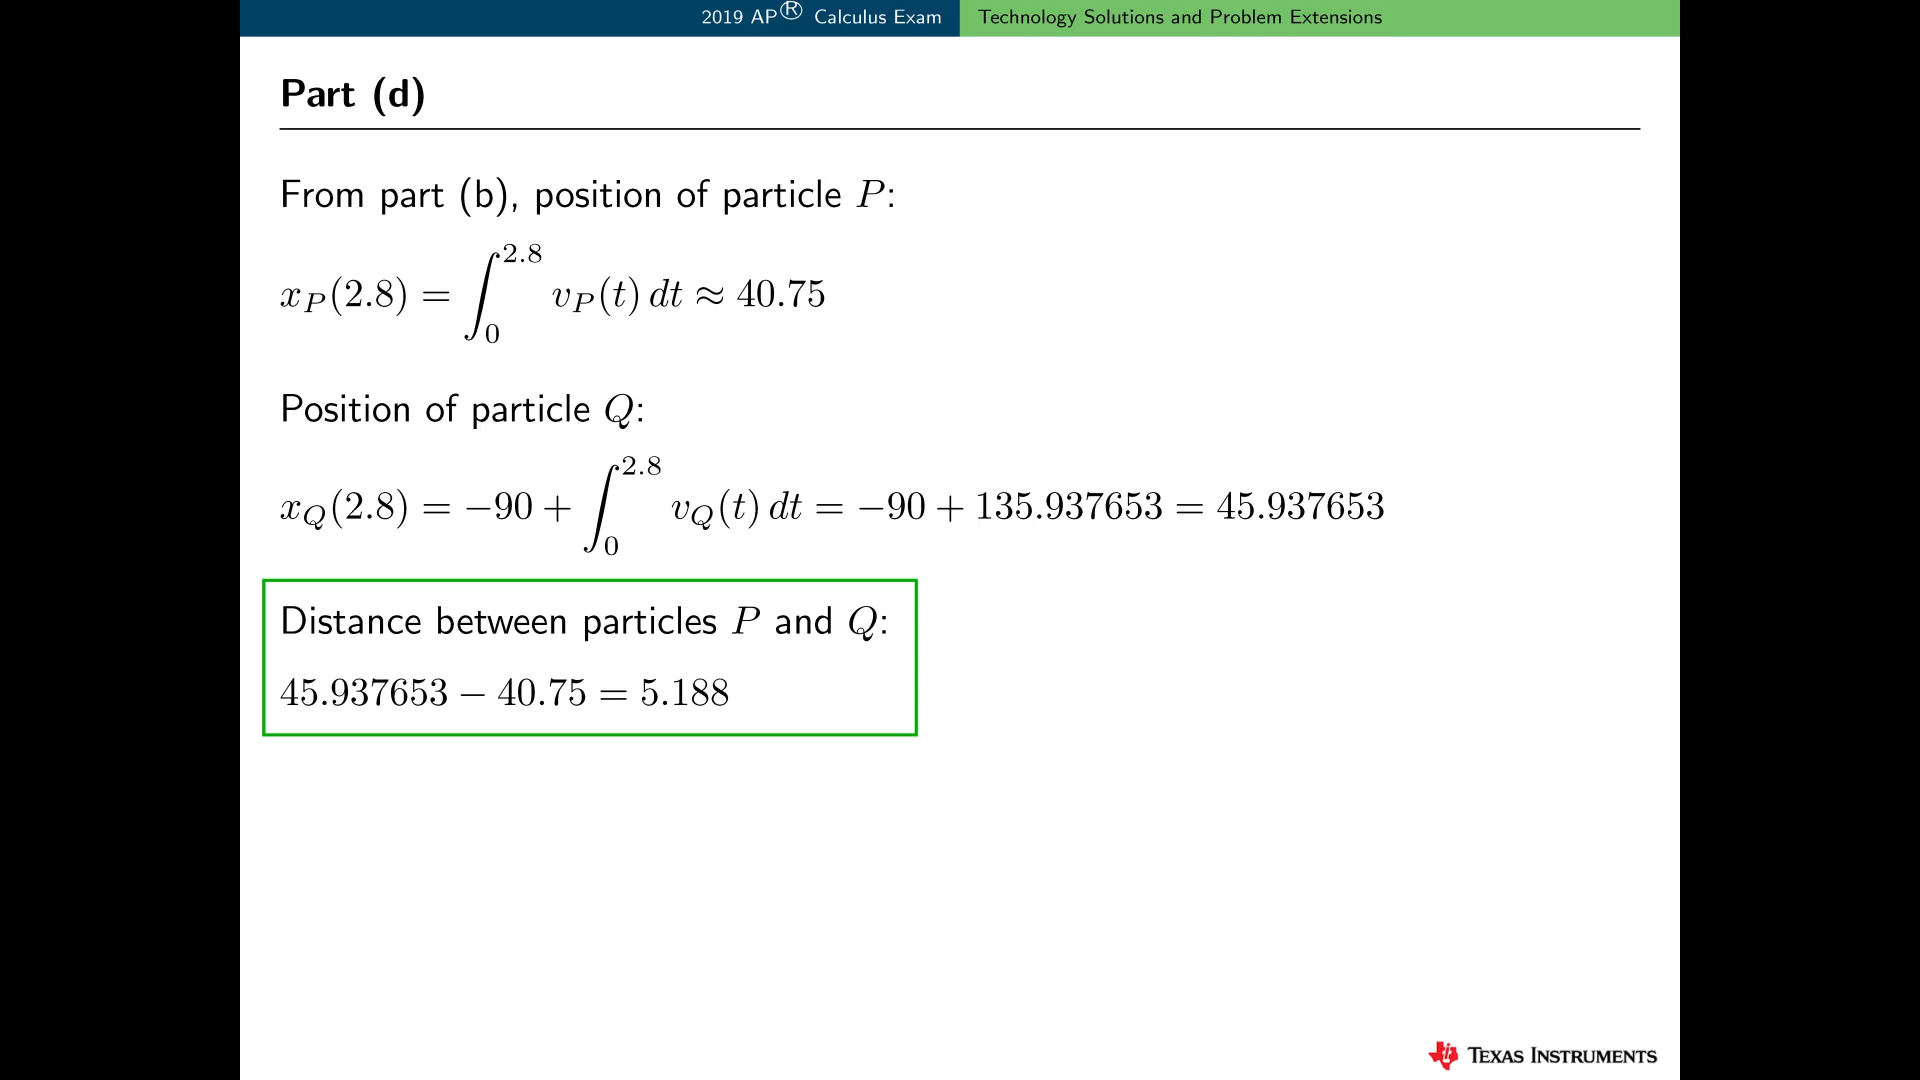 2019 AP® Calculus Exam Technology Solutions and Problem Extensions
Part (d)
From part (b), position of particle P:
x_P(2.8) = ∫_0^{2.8} v_P(t) dt ≈ 40.75
Position of particle Q:
x_Q(2.8) = −90 + ∫_0^{2.8} v_Q(t) dt = −90 + 135.937653 = 45.937653
Distance between particles P and Q:
45.937653 − 40.75 = 5.188
TEXAS INSTRUMENTS